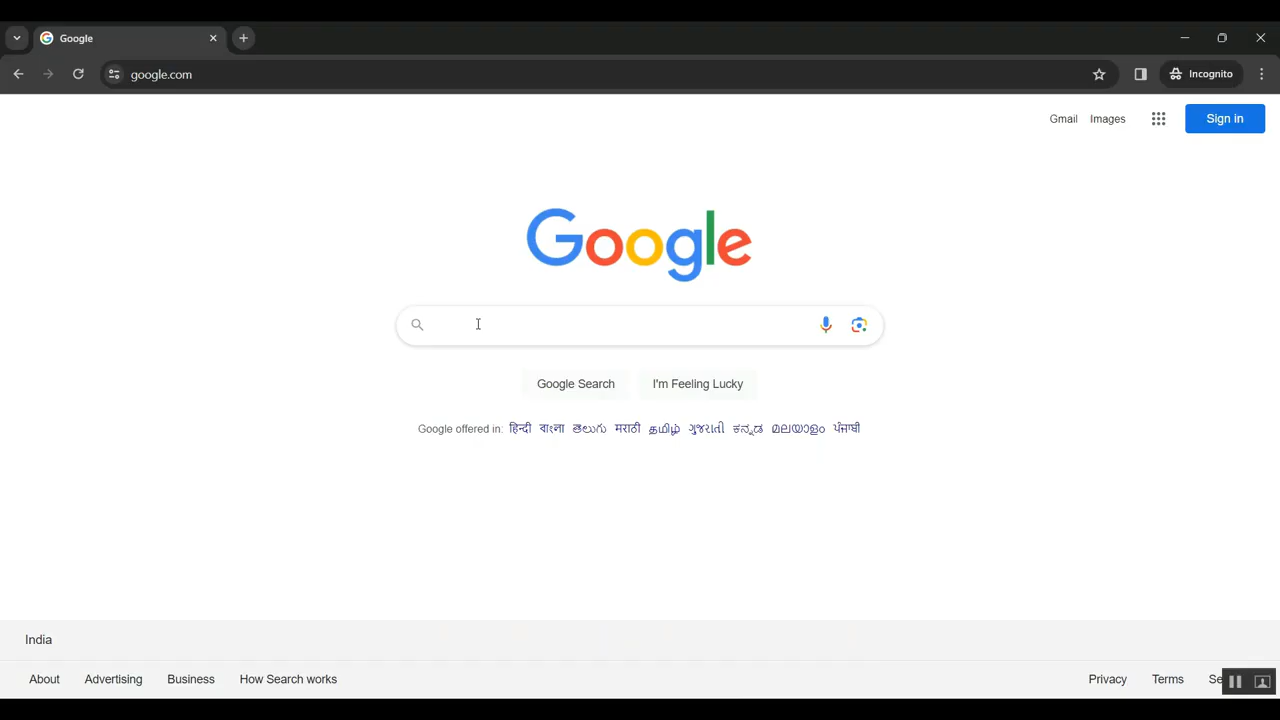 Google
google.com
Incognito
Gmail Images
Sign in
Google
Google Search I'm Feeling Lucky
Google offered in: हिन्दी বাংলা తెలుగు मराठी தமிழ் ગુજરાતી ಕನ್ನಡ മലയാളം ਪੰਜਾਬੀ
India
About Advertising Business How Search works Privacy Terms